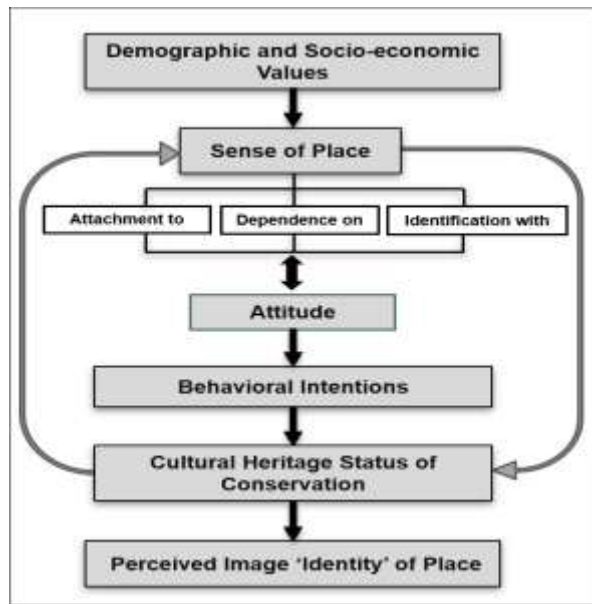 Demographic and Socio-economic
Values
Sense of Place
Attachment to
Dependence on
Identification with
Attitude
Behavioral Intentions
Cultural Heritage Status of
Conservation
Perceived Image ‘Identity’ of Place